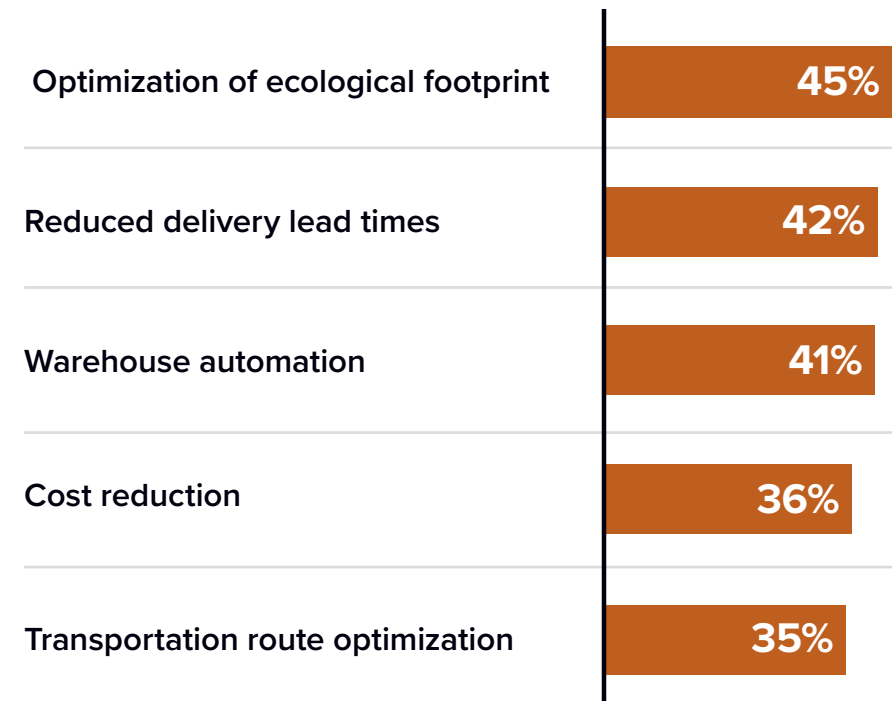 Optimization of ecological footprint 45%
Reduced delivery lead times 42%
Warehouse automation 41%
Cost reduction 36%
Transportation route optimization 35%